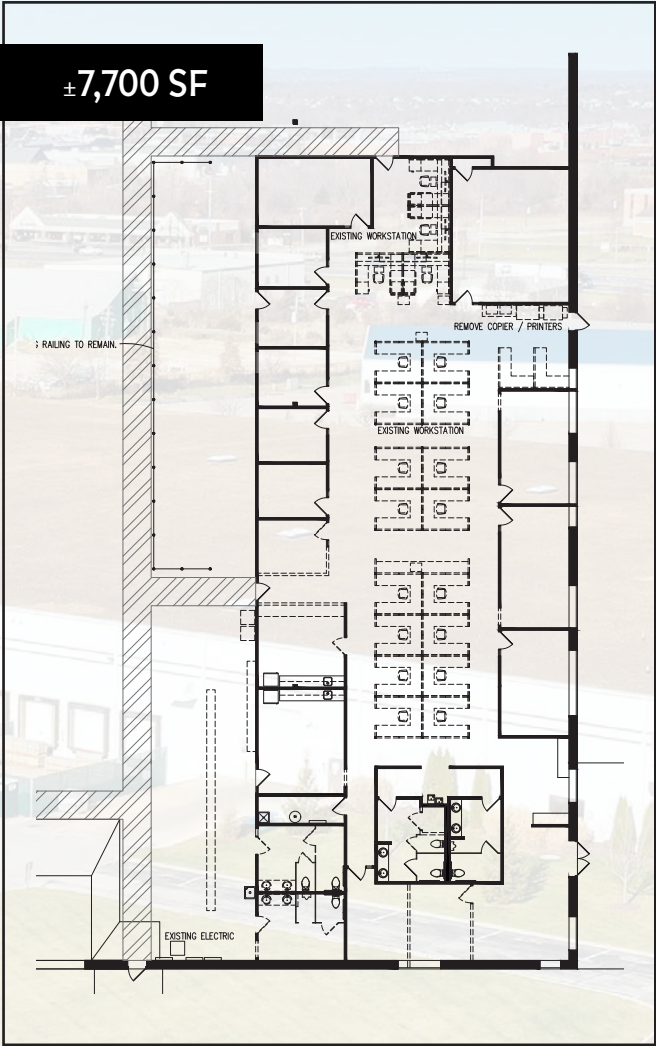 ±7,700 SF
EXISTING WORKSTATION
REMOVE COPIER / PRINTERS
RAILING TO REMAIN.
EXISTING WORKSTATION
EXISTING ELECTRIC